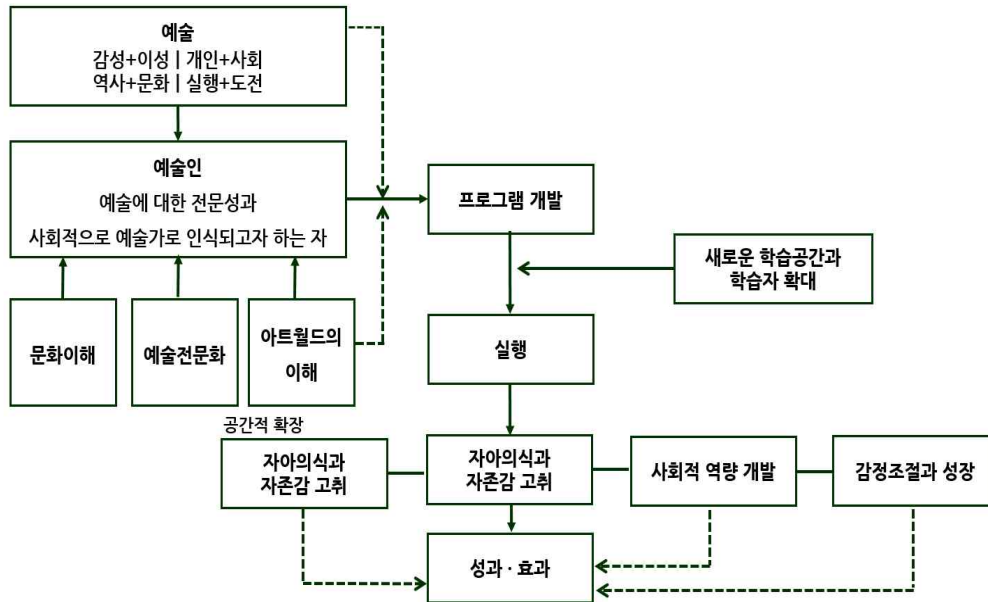 예술
감성+이성 | 개인+사회
역사+문화 | 실행+도전
예술인
예술에 대한 전문성과
사회적으로 예술가로 인식되고자 하는 자
프로그램 개발
새로운 학습공간과
학습자 확대
문화이해
예술전문화
아트월드의
이해
실행
공간적 확장
자아의식과
자존감 고취
자아의식과
자존감 고취
사회적 역량 개발
감정조절과 성장
성과 · 효과